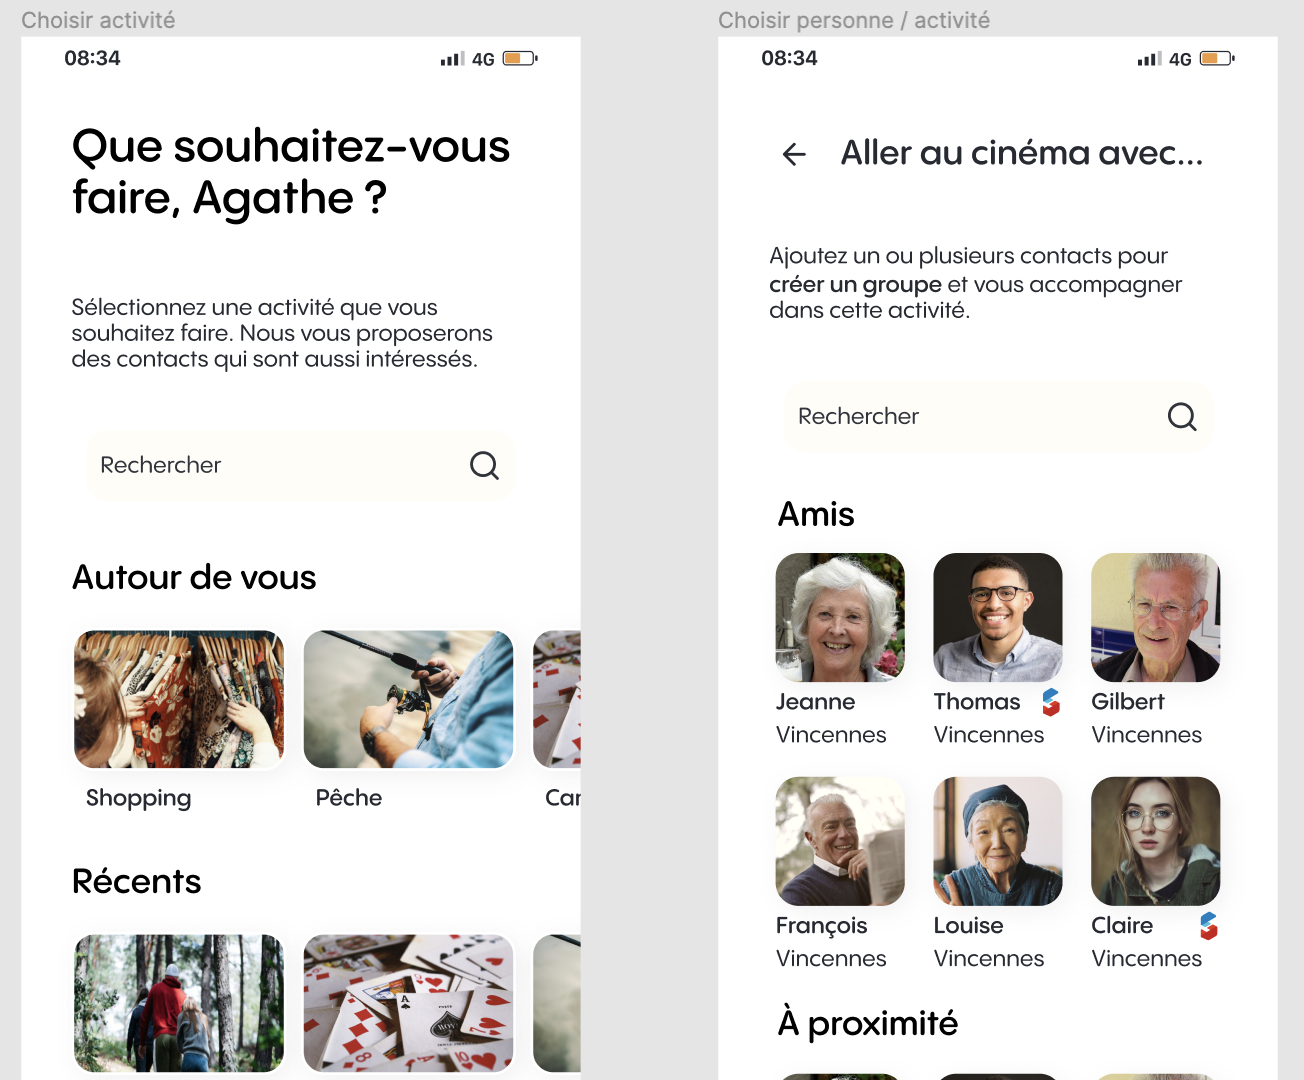 Choisir activité
08:34
4G
Que souhaitez-vous
faire, Agathe ?
Sélectionnez une activité que vous
souhaitez faire. Nous vous proposerons
des contacts qui sont aussi intéressés.
Rechercher
Autour de vous
Shopping
Pêche
Car
Récents
Choisir personne / activité
08:34
4G
Aller au cinéma avec...
Ajoutez un ou plusieurs contacts pour
créer un groupe et vous accompagner
dans cette activité.
Rechercher
Amis
Jeanne
Vincennes
Thomas
Vincennes
Gilbert
Vincennes
François
Vincennes
Louise
Vincennes
Claire
Vincennes
À proximité